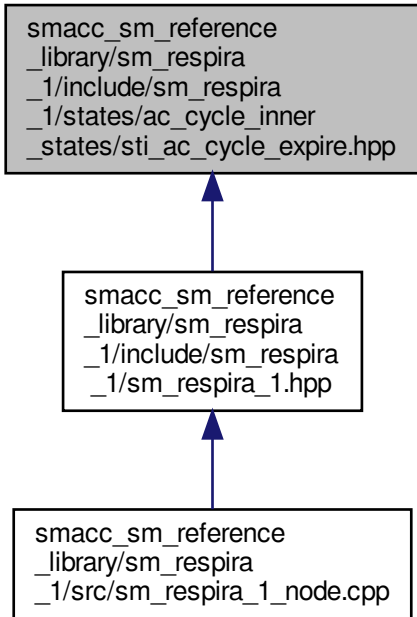 smacc_sm_reference
_library/sm_respira
_1/include/sm_respira
_1/states/ac_cycle_inner
_states/sti_ac_cycle_expire.hpp
smacc_sm_reference
_library/sm_respira
_1/include/sm_respira
_1/sm_respira_1.hpp
smacc_sm_reference
_library/sm_respira
_1/src/sm_respira_1_node.cpp